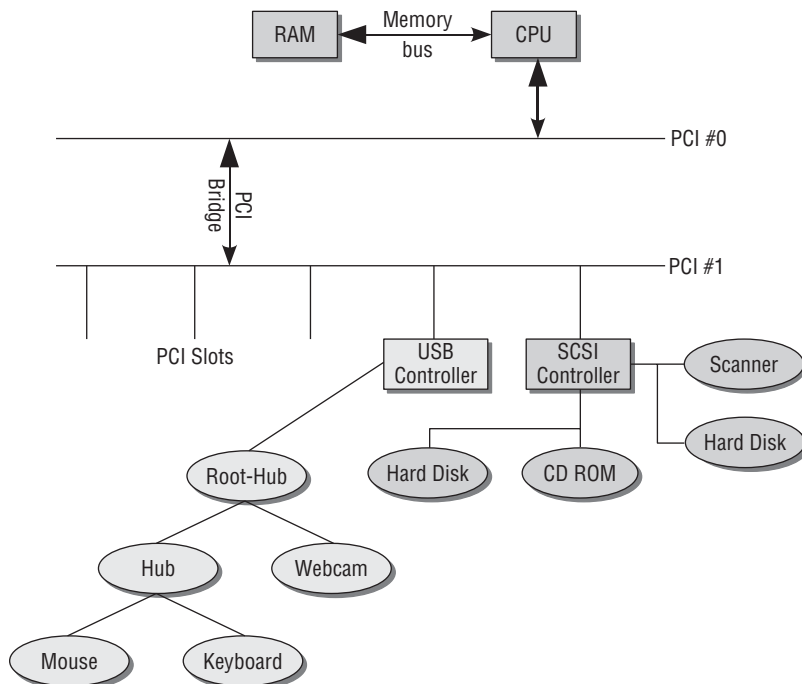 RAM
Memory
bus
CPU
PCI #0
PCI
Bridge
PCI #1
PCI Slots
USB
Controller
SCSI
Controller
Scanner
Hard Disk
Root-Hub
Hard Disk
CD ROM
Hub
Webcam
Mouse
Keyboard